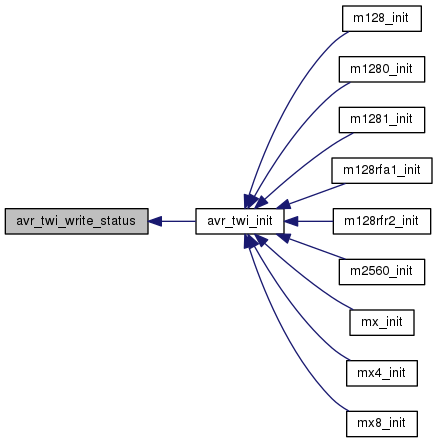 avr_twi_write_status
avr_twi_init
m128_init
m1280_init
m1281_init
m128rfa1_init
m128rfr2_init
m2560_init
mx_init
mx4_init
mx8_init